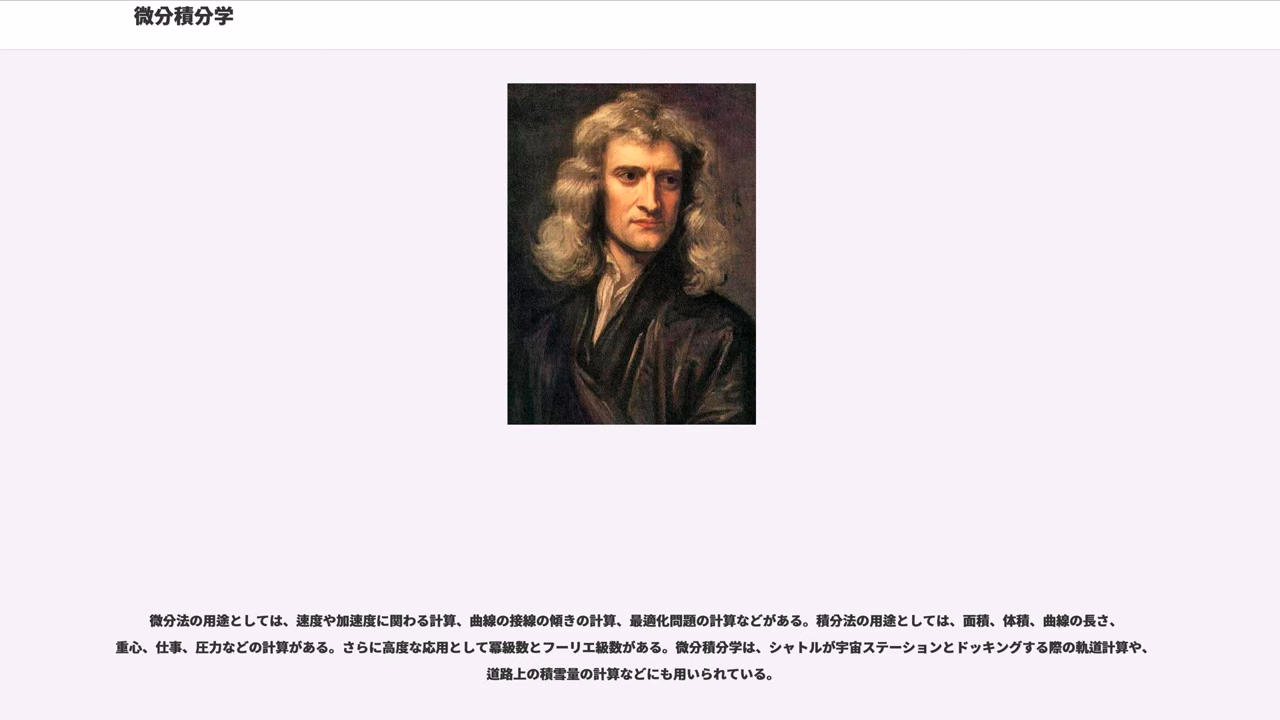 微分積分学
微分法の用途としては、速度や加速度に関わる計算、曲線の接線の傾きの計算、最適化問題の計算などがある。積分法の用途としては、面積、体積、曲線の長さ、
重心、仕事、圧力などの計算がある。さらに高度な応用として冪級数とフーリエ級数がある。微分積分学は、シャトルが宇宙ステーションとドッキングする際の軌道計算や、
道路上の積雪量の計算などにも用いられている。